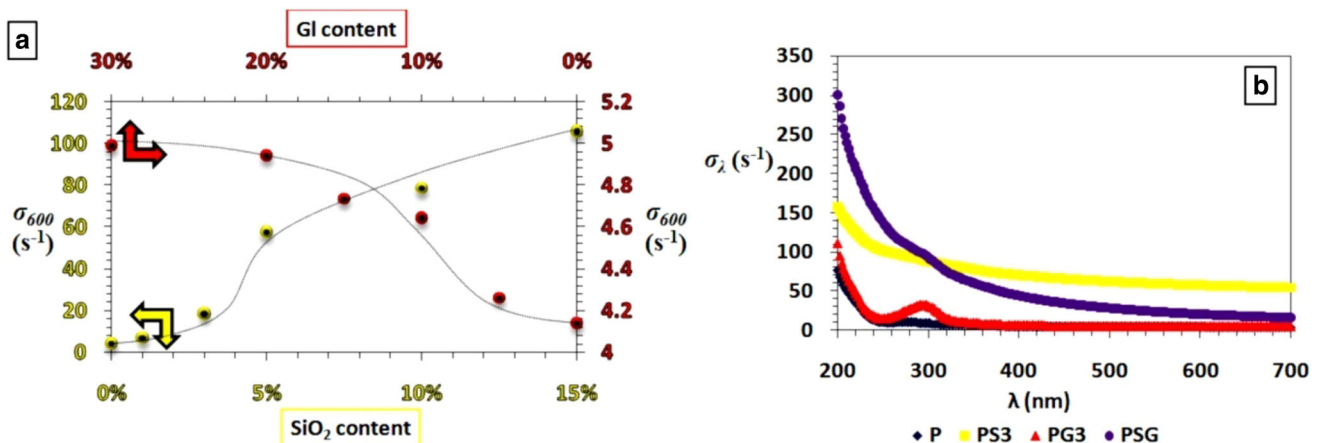 a
Gl content
30% 20% 10% 0%
120 5.2
100 5
80 4.8
60 4.6
40 4.4
20 4.2
0 4
σ600
(s-1)
σ600
(s-1)
0% 5% 10% 15%
SiO2 content
b
350
300
250
200
150
100
50
0
σλ (s-1)
200 300 400 500 600 700
λ (nm)
P PS3 PG3 PSG